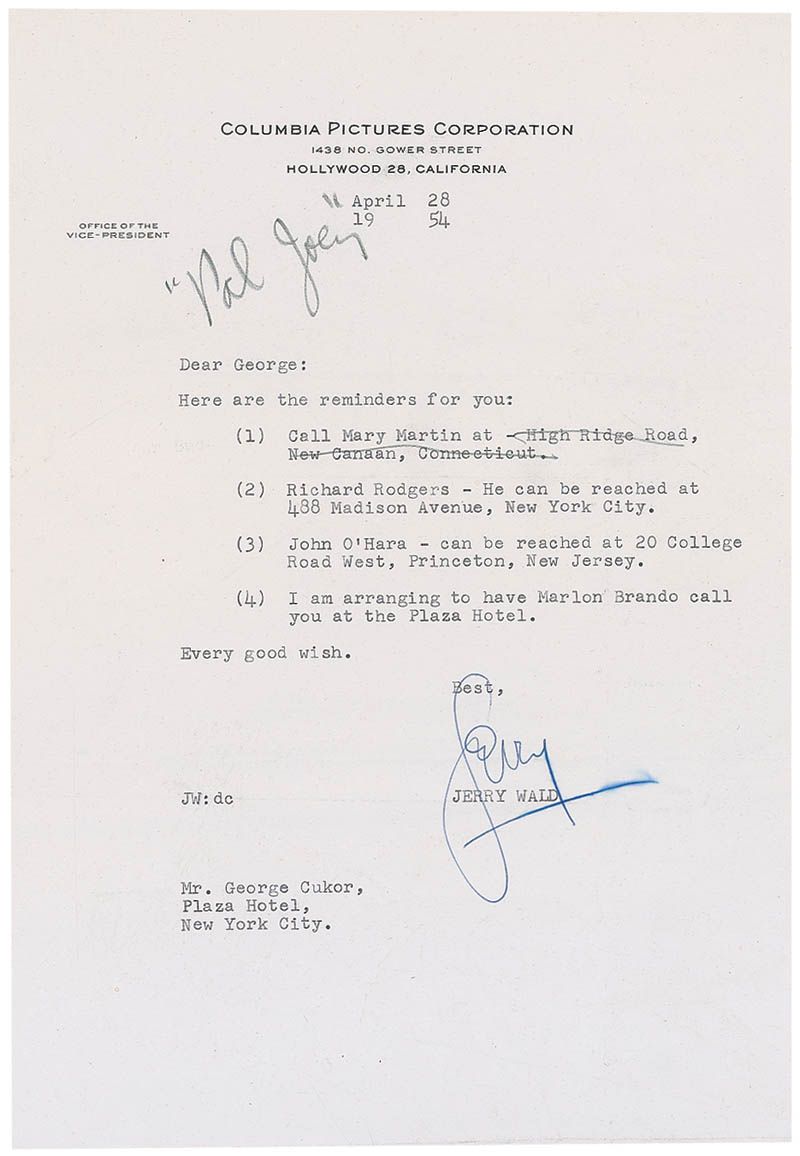 COLUMBIA PICTURES CORPORATION
1438 NO. GOWER STREET
HOLLYWOOD 28, CALIFORNIA
April 28
19 54
OFFICE OF THE
VICE-PRESIDENT
"Pal Joey"
Dear George:
Here are the reminders for you:
(1) Call Mary Martin at - High Ridge Road,
New Canaan, Connecticut.
(2) Richard Rodgers - He can be reached at
488 Madison Avenue, New York City.
(3) John O'Hara - can be reached at 20 College
Road West, Princeton, New Jersey.
(4) I am arranging to have Marlon Brando call
you at the Plaza Hotel.
Every good wish.
Best,
Jerry
JW:dc
JERRY WALD
Mr. George Cukor,
Plaza Hotel,
New York City.